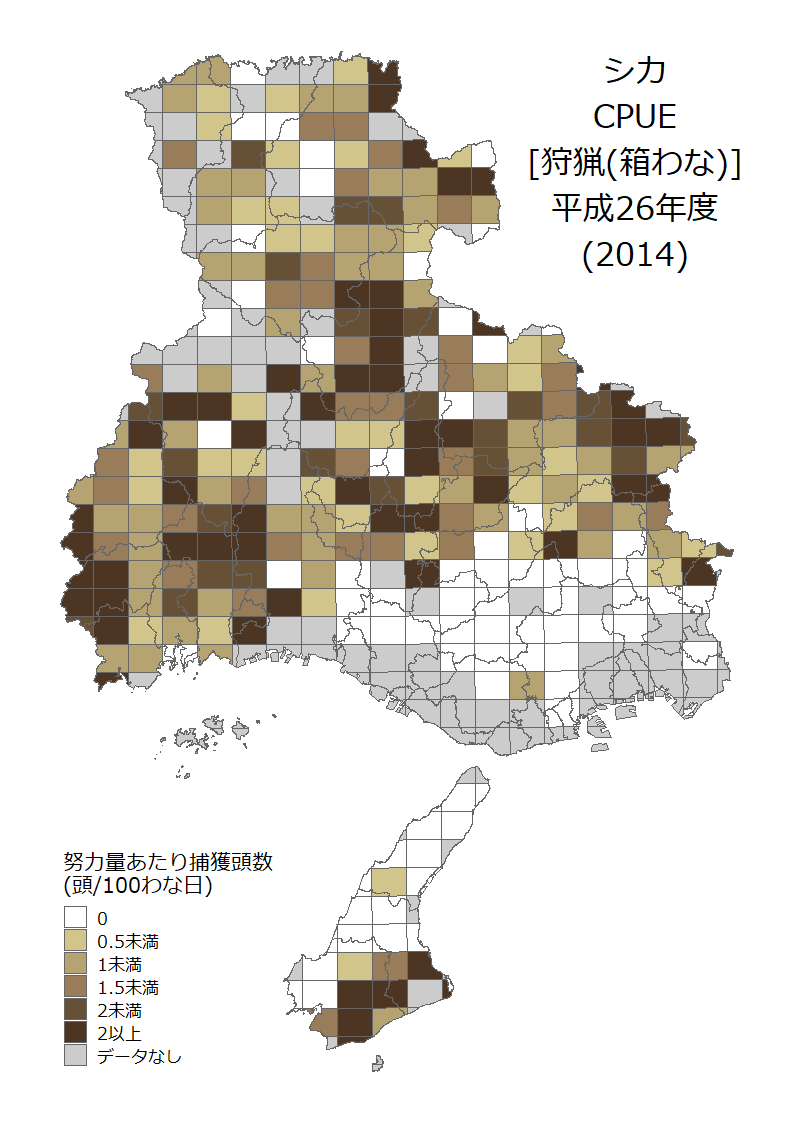 シカ
CPUE
[狩猟(箱わな)]
平成26年度
(2014)
努力量あたり捕獲頭数
(頭/100わな日)
0
0.5未満
1未満
1.5未満
2未満
2以上
データなし